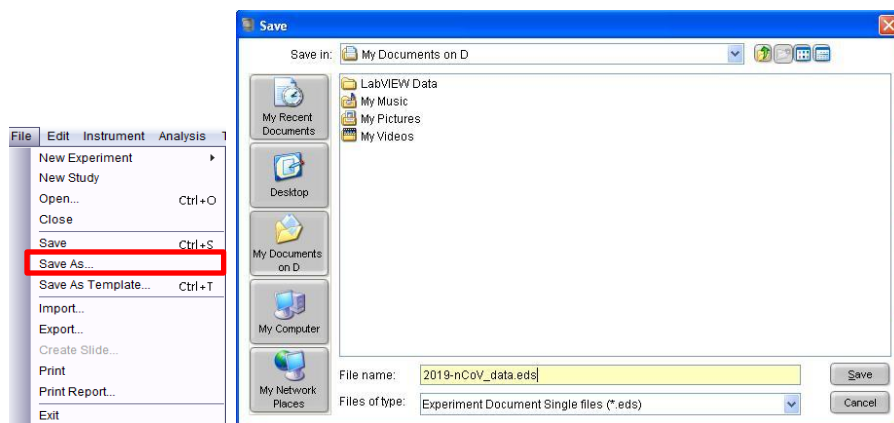 File Edit Instrument Analysis
New Experiment
New Study
Open... Ctrl+O
Close
Save Ctrl+S
Save As...
Save As Template... Ctrl+T
Import...
Export...
Create Slide...
Print
Print Report...
Exit
Save
Save in: My Documents on D
My Recent
Documents
Desktop
My Documents
on D
My Computer
My Network
Places
LabVIEW Data
My Music
My Pictures
My Videos
File name: 2019-nCoV_data.eds Save
Files of type: Experiment Document Single files (*.eds) Cancel